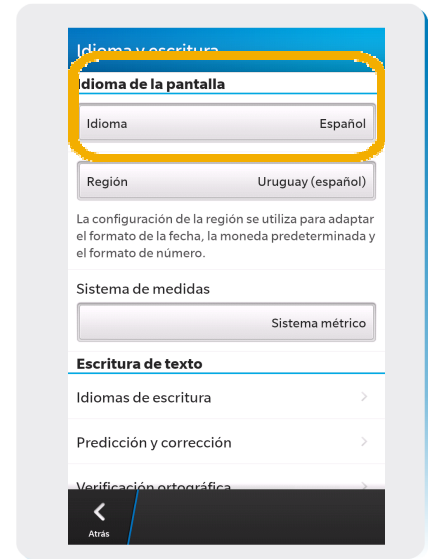 Idioma y escritura
Idioma de la pantalla
Idioma Español
Región Uruguay (español)
La configuración de la región se utiliza para adaptar
el formato de la fecha, la moneda predeterminada y
el formato de número.
Sistema de medidas
Sistema métrico
Escritura de texto
Idiomas de escritura
Predicción y corrección
Verificación ortográfica
Atrás